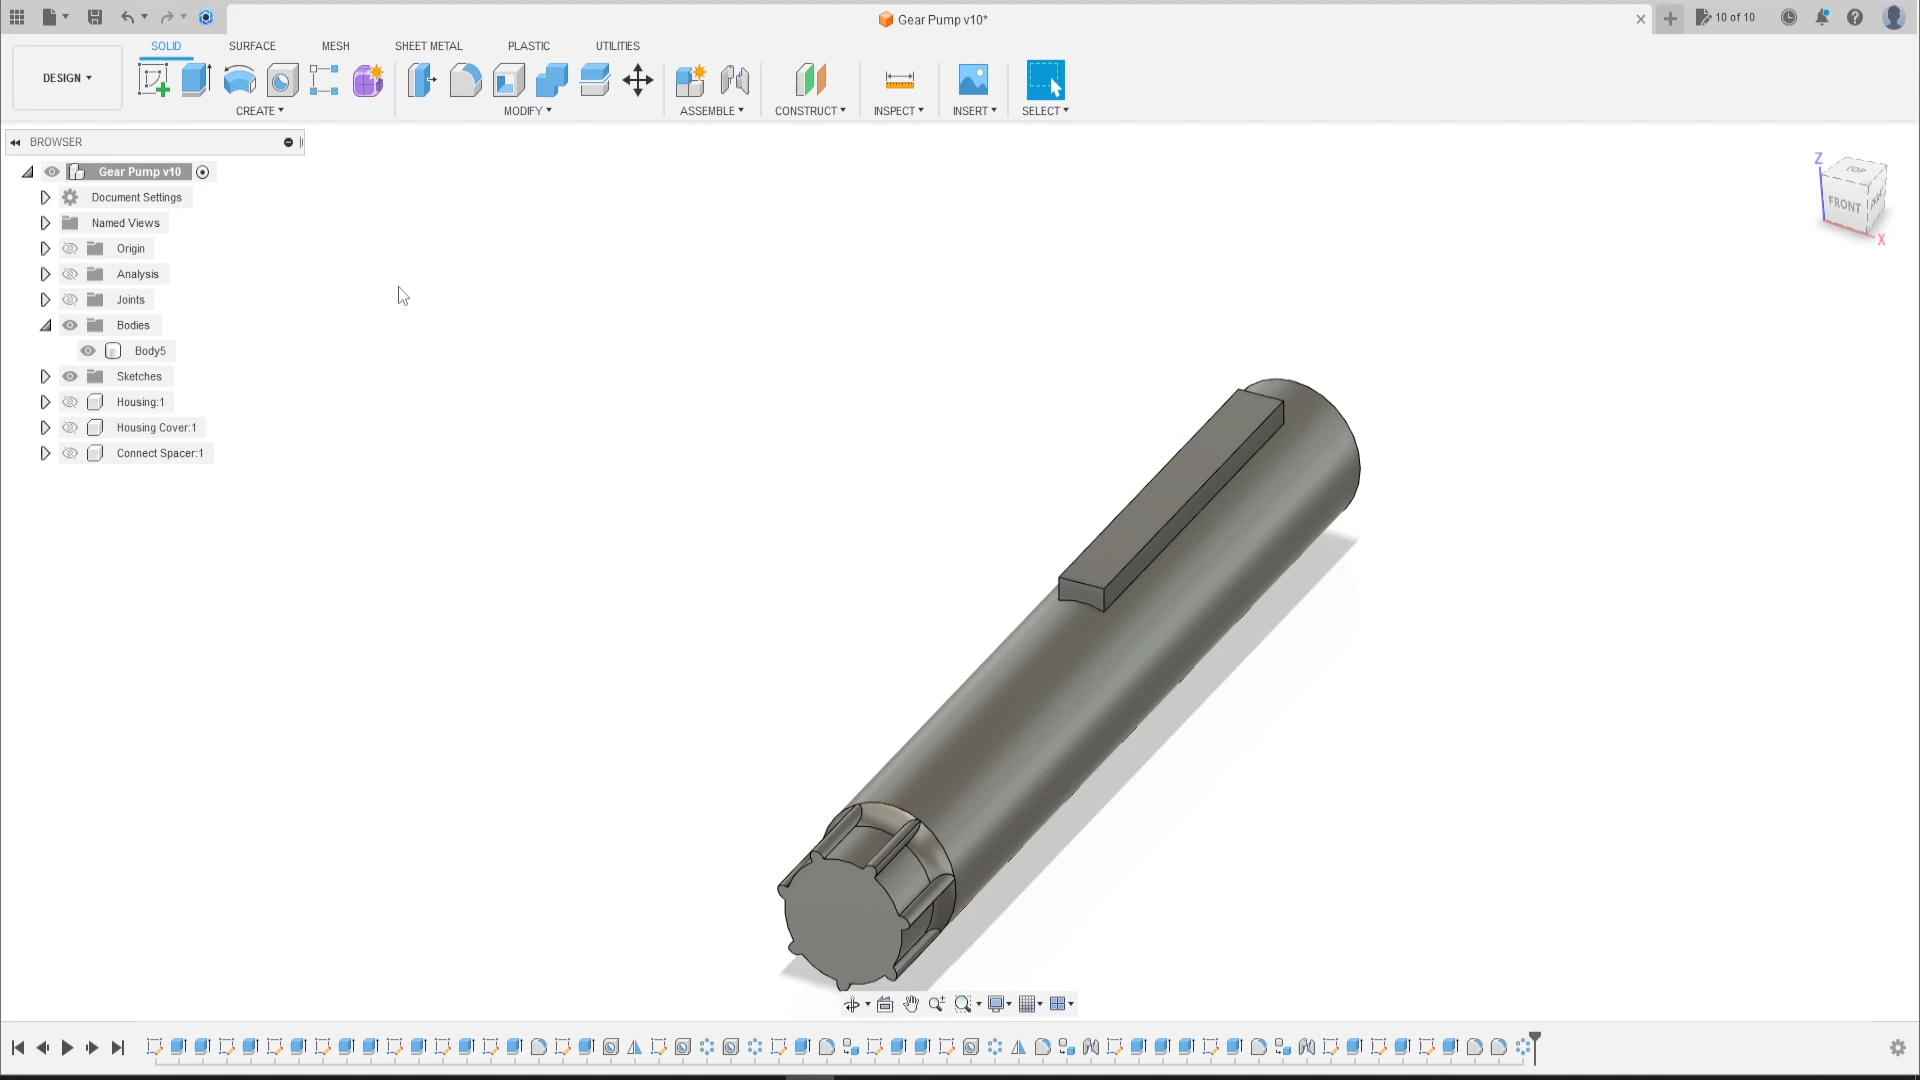 Gear Pump v10*
10 of 10
SOLID SURFACE MESH SHEET METAL PLASTIC UTILITIES
DESIGN
CREATE MODIFY ASSEMBLE CONSTRUCT INSPECT INSERT SELECT
BROWSER
Gear Pump v10
Document Settings
Named Views
Origin
Analysis
Joints
Bodies
Body5
Sketches
Housing:1
Housing Cover:1
Connect Spacer:1
Z
TOP
FRONT
X